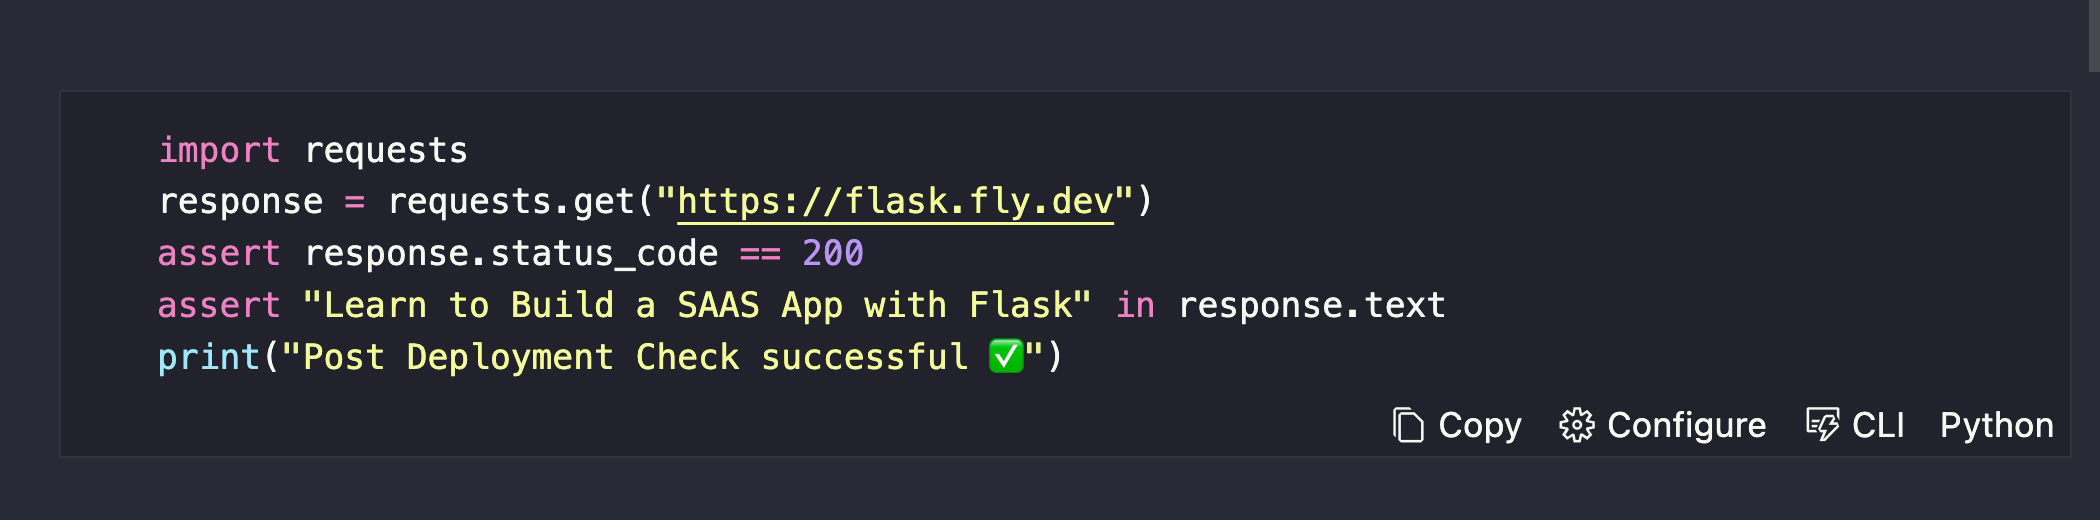 import requests
response = requests.get("https://flask.fly.dev")
assert response.status_code == 200
assert "Learn to Build a SAAS App with Flask" in response.text
print("Post Deployment Check successful ✅")
Copy Configure CLI Python